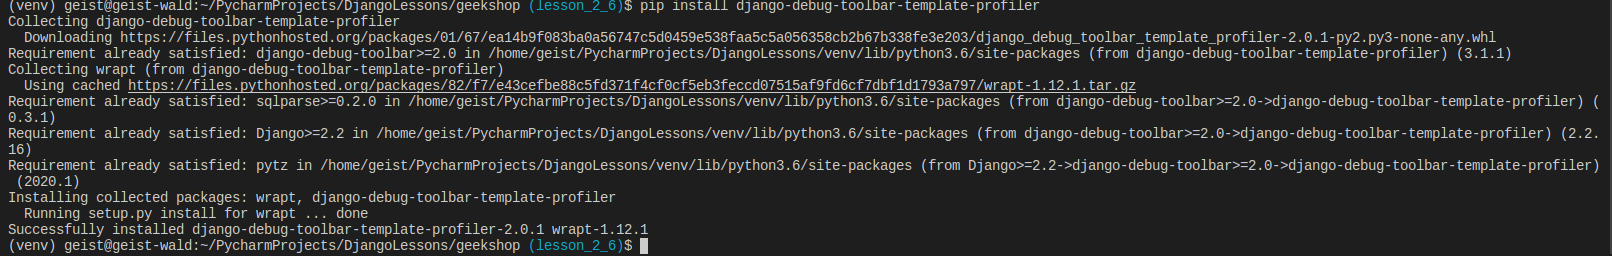 (venv) geist@geist-wald:~/PycharmProjects/DjangoLessons/geekshop (lesson_2_6)$ pip install django-debug-toolbar-template-profiler
Collecting django-debug-toolbar-template-profiler
  Downloading https://files.pythonhosted.org/packages/01/67/ea14b9f083ba0a56747c5d0459e538faa5c5a056358cb2b67b338fe3e203/django_debug_toolbar_template_profiler-2.0.1-py2.py3-none-any.whl
Requirement already satisfied: django-debug-toolbar>=2.0 in /home/geist/PycharmProjects/DjangoLessons/venv/lib/python3.6/site-packages (from django-debug-toolbar-template-profiler) (3.1.1)
Collecting wrapt (from django-debug-toolbar-template-profiler)
  Using cached https://files.pythonhosted.org/packages/82/f7/e43cefbe88c5fd371f4cf0cf5eb3feccd07515af9fd6cf7dbf1d1793a797/wrapt-1.12.1.tar.gz
Requirement already satisfied: sqlparse>=0.2.0 in /home/geist/PycharmProjects/DjangoLessons/venv/lib/python3.6/site-packages (from django-debug-toolbar>=2.0->django-debug-toolbar-template-profiler) (
0.3.1)
Requirement already satisfied: Django>=2.2 in /home/geist/PycharmProjects/DjangoLessons/venv/lib/python3.6/site-packages (from django-debug-toolbar>=2.0->django-debug-toolbar-template-profiler) (2.2.
16)
Requirement already satisfied: pytz in /home/geist/PycharmProjects/DjangoLessons/venv/lib/python3.6/site-packages (from Django>=2.2->django-debug-toolbar>=2.0->django-debug-toolbar-template-profiler)
 (2020.1)
Installing collected packages: wrapt, django-debug-toolbar-template-profiler
  Running setup.py install for wrapt ... done
Successfully installed django-debug-toolbar-template-profiler-2.0.1 wrapt-1.12.1
(venv) geist@geist-wald:~/PycharmProjects/DjangoLessons/geekshop (lesson_2_6)$